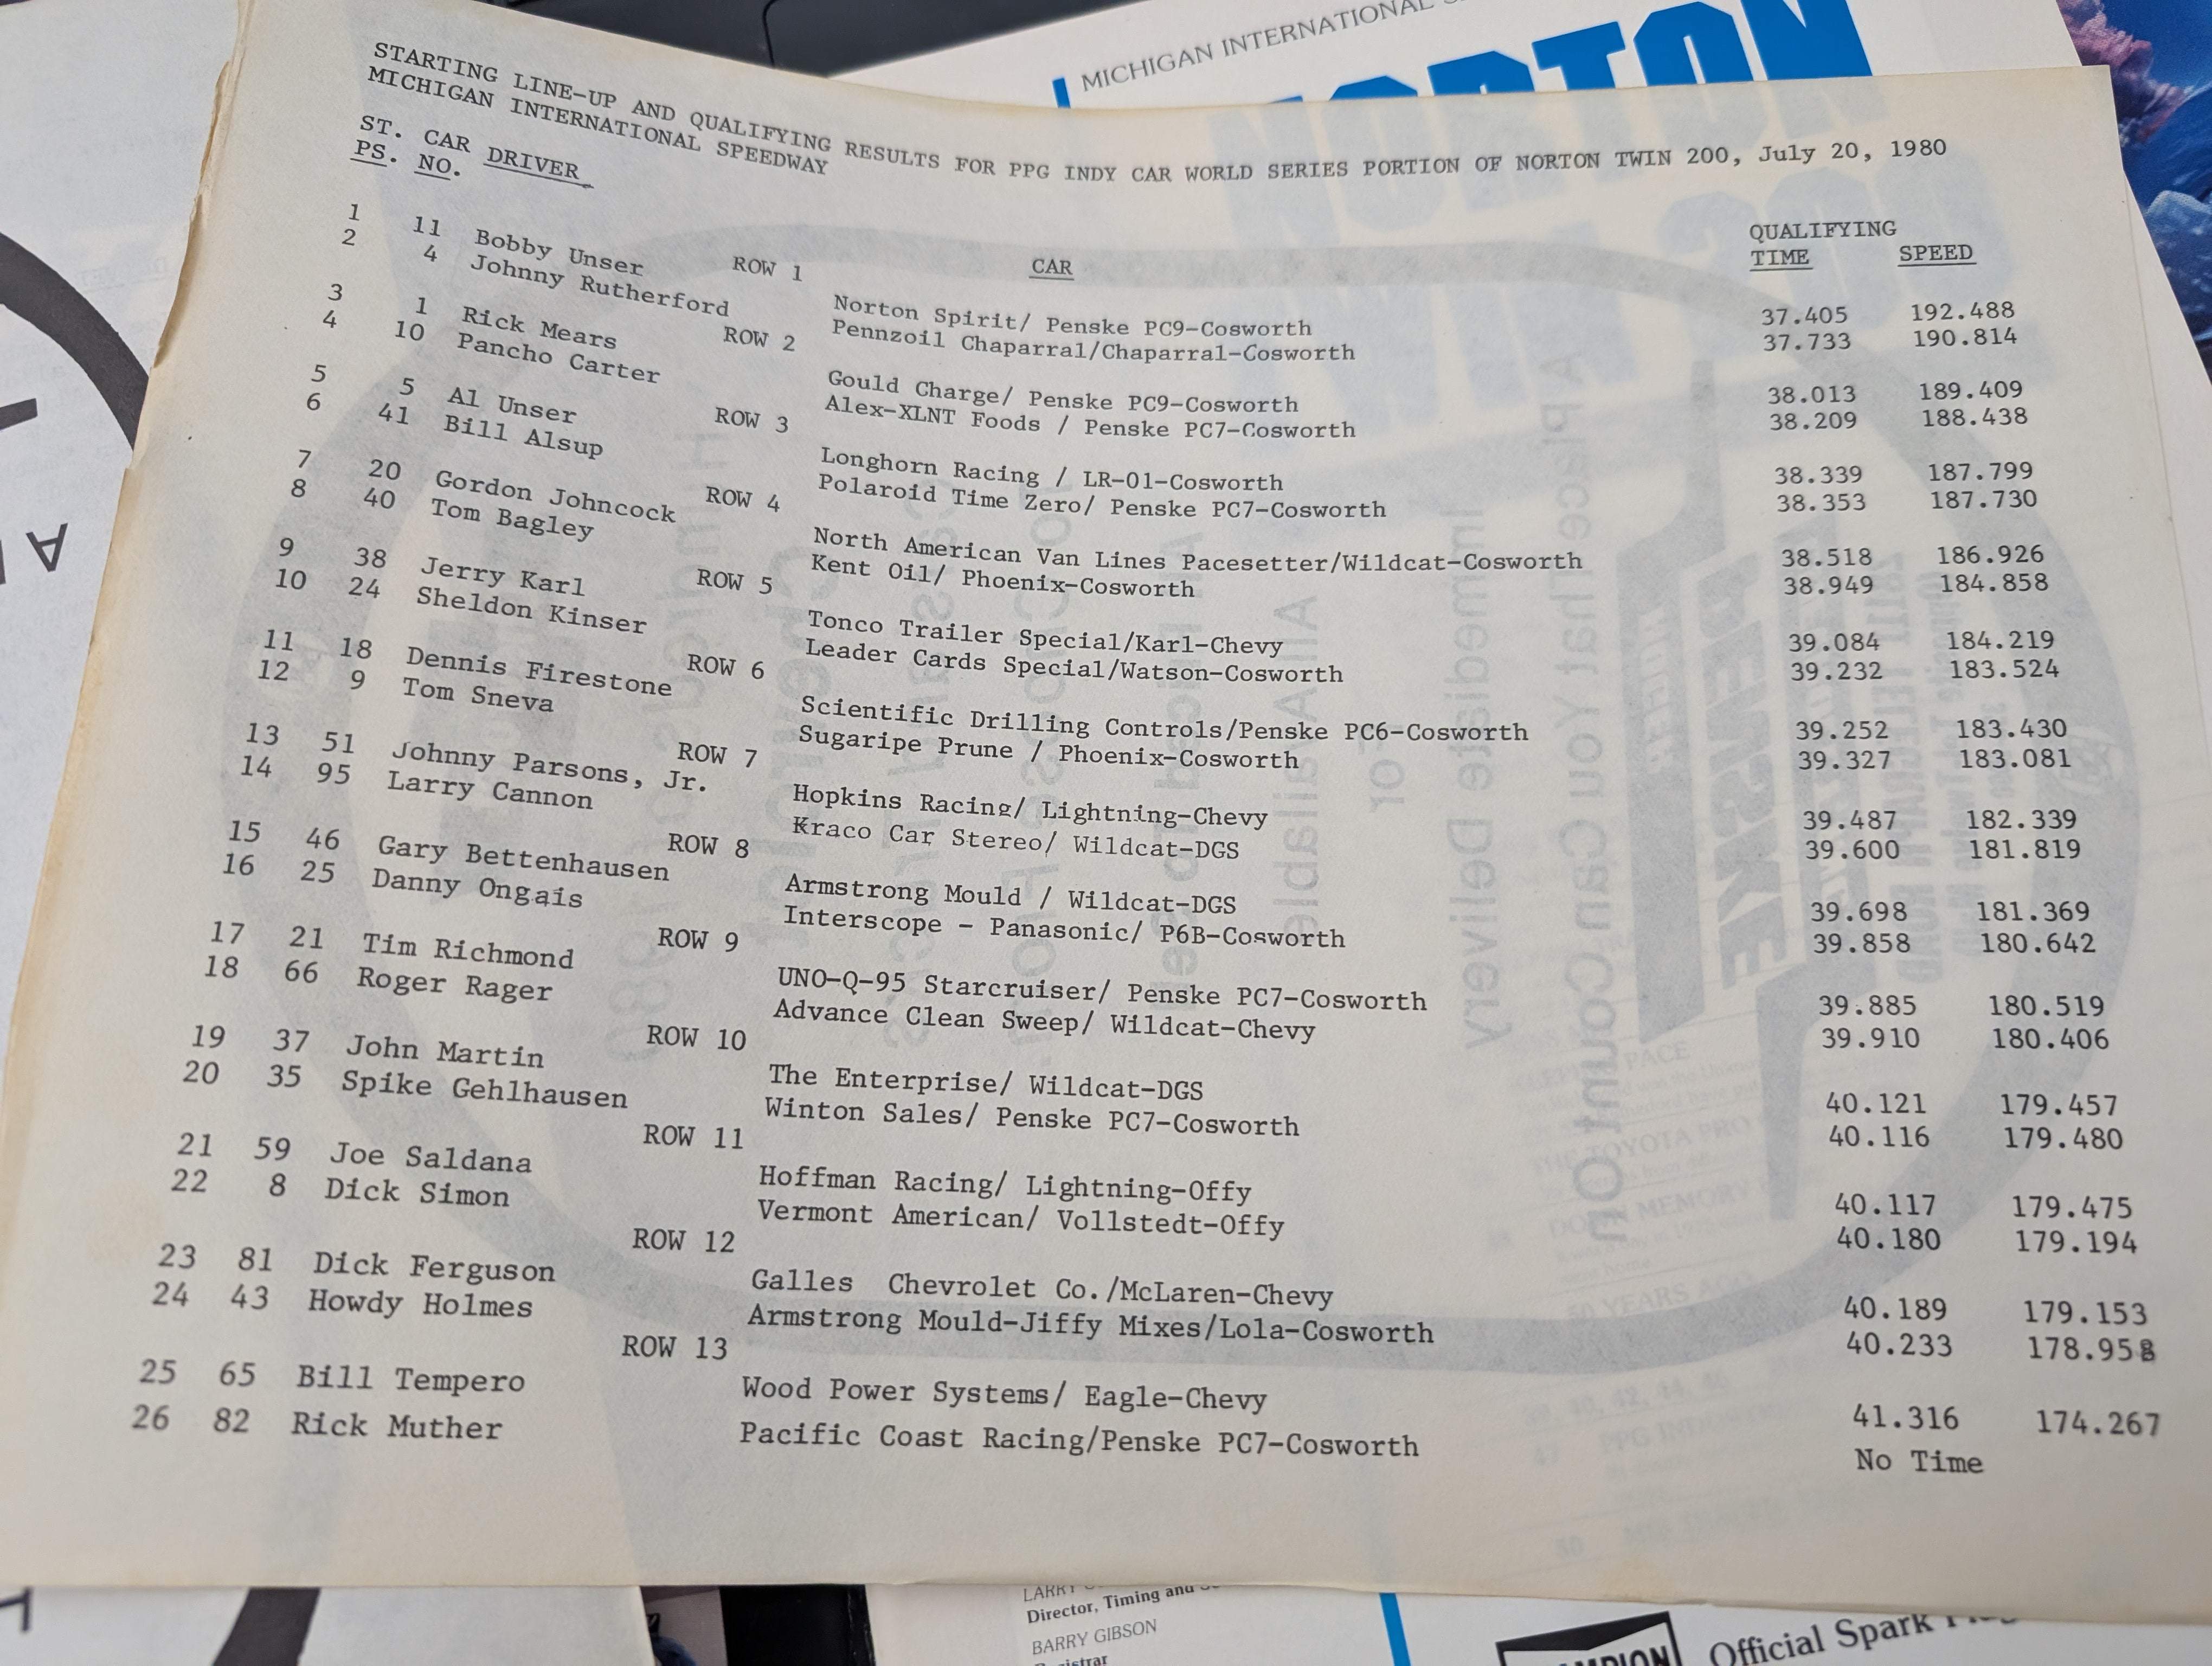 MICHIGAN INTERNATIONAL
NORTON
STARTING LINE-UP AND QUALIFYING RESULTS FOR PPG INDY CAR WORLD SERIES PORTION OF NORTON TWIN 200, July 20, 1980
MICHIGAN INTERNATIONAL SPEEDWAY
ST. CAR DRIVER
PS. NO.
CAR QUALIFYING
TIME SPEED
ROW 1
1 11 Bobby Unser Norton Spirit/ Penske PC9-Cosworth 37.405 192.488
2 4 Johnny Rutherford Pennzoil Chaparral/Chaparral-Cosworth 37.733 190.814
ROW 2
3 1 Rick Mears Gould Charge/ Penske PC9-Cosworth 38.013 189.409
4 10 Pancho Carter Alex-XLNT Foods / Penske PC7-Cosworth 38.209 188.438
ROW 3
5 5 Al Unser Longhorn Racing / LR-01-Cosworth 38.339 187.799
6 41 Bill Alsup Polaroid Time Zero/ Penske PC7-Cosworth 38.353 187.730
ROW 4
7 20 Gordon Johncock North American Van Lines Pacesetter/Wildcat-Cosworth 38.518 186.926
8 40 Tom Bagley Kent Oil/ Phoenix-Cosworth 38.949 184.858
ROW 5
9 38 Jerry Karl Tonco Trailer Special/Karl-Chevy 39.084 184.219
10 24 Sheldon Kinser Leader Cards Special/Watson-Cosworth 39.232 183.524
ROW 6
11 18 Dennis Firestone Scientific Drilling Controls/Penske PC6-Cosworth 39.252 183.430
12 9 Tom Sneva Sugaripe Prune / Phoenix-Cosworth 39.327 183.081
ROW 7
13 51 Johnny Parsons, Jr. Hopkins Racing/ Lightning-Chevy 39.487 182.339
14 95 Larry Cannon Kraco Car Stereo/ Wildcat-DGS 39.600 181.819
ROW 8
15 46 Gary Bettenhausen Armstrong Mould / Wildcat-DGS 39.698 181.369
16 25 Danny Ongais Interscope - Panasonic/ P6B-Cosworth 39.858 180.642
ROW 9
17 21 Tim Richmond UNO-Q-95 Starcruiser/ Penske PC7-Cosworth 39.885 180.519
18 66 Roger Rager Advance Clean Sweep/ Wildcat-Chevy 39.910 180.406
ROW 10
19 37 John Martin The Enterprise/ Wildcat-DGS 40.121 179.457
20 35 Spike Gehlhausen Winton Sales/ Penske PC7-Cosworth 40.116 179.480
ROW 11
21 59 Joe Saldana Hoffman Racing/ Lightning-Offy 40.117 179.475
22 8 Dick Simon Vermont American/ Vollstedt-Offy 40.180 179.194
ROW 12
23 81 Dick Ferguson Galles Chevrolet Co./McLaren-Chevy 40.189 179.153
24 43 Howdy Holmes Armstrong Mould-Jiffy Mixes/Lola-Cosworth 40.233 178.958
ROW 13
25 65 Bill Tempero Wood Power Systems/ Eagle-Chevy 41.316 174.267
26 82 Rick Muther Pacific Coast Racing/Penske PC7-Cosworth No Time
LARRY
Director, Timing and
BARRY GIBSON
Official Spark